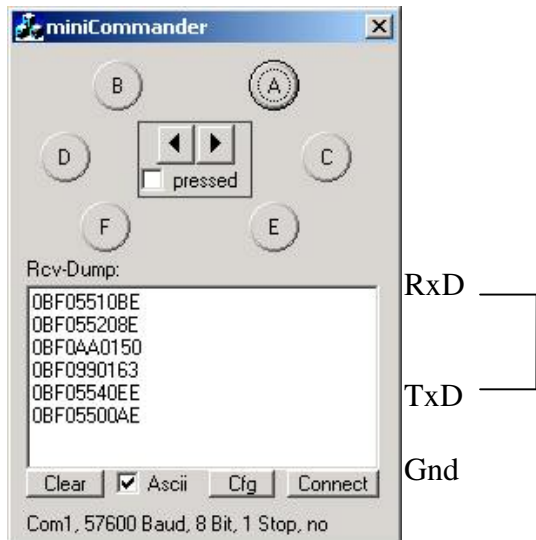 miniCommander
B A
D C
pressed
F E
Rcv-Dump:
0BF05510BE
0BF055208E
0BF0AA0150
0BF0990163
0BF05540EE
0BF05500AE
RxD
TxD
Gnd
Clear Ascii Cfg Connect
Com1, 57600 Baud, 8 Bit, 1 Stop, no